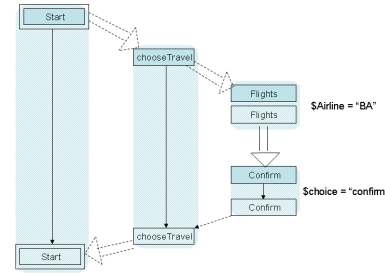 Start
chooseTravel
Flights
Flights
$Airline = “BA”
Confirm
$choice = “confirm
Confirm
chooseTravel
Start